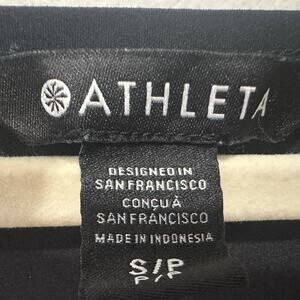 ATHLETA
DESIGNED IN
SAN FRANCISCO
CONÇU À
SAN FRANCISCO
MADE IN INDONESIA
S/P
P/P